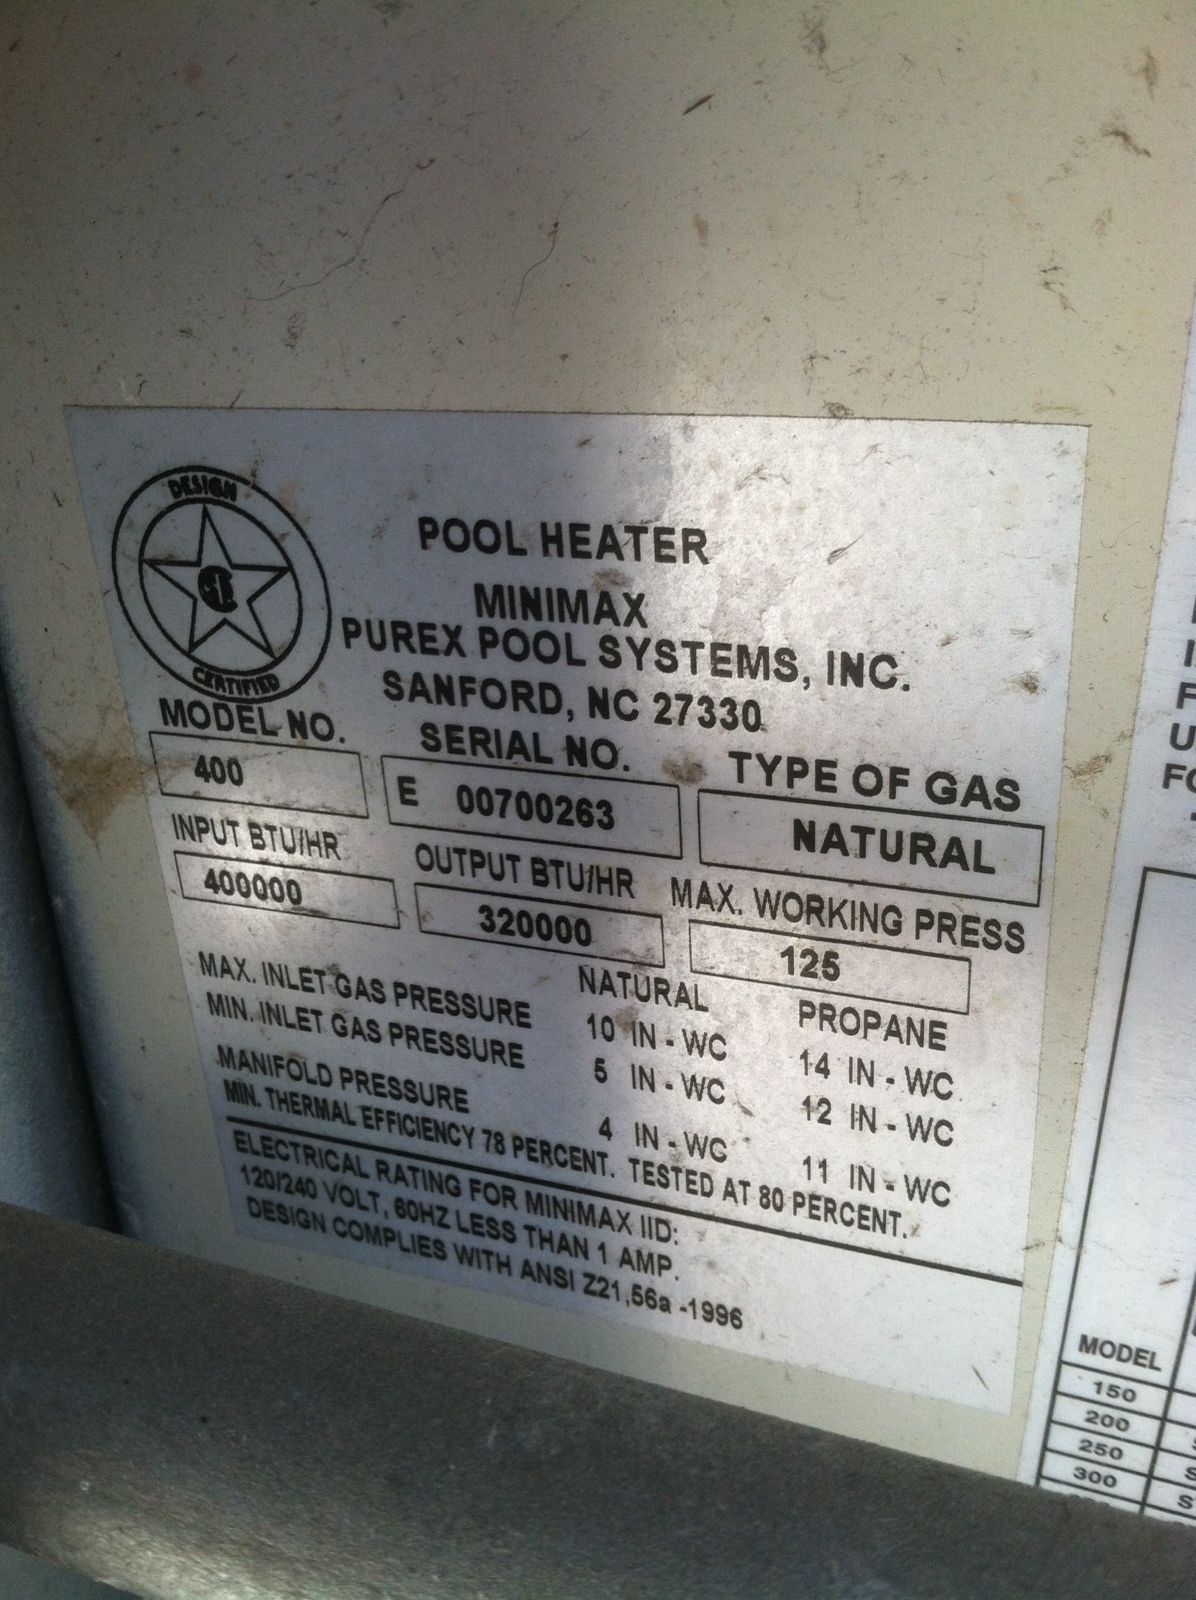 DESIGN
CERTIFIED
POOL HEATER
MINIMAX
PUREX POOL SYSTEMS, INC.
SANFORD, NC 27330
MODEL NO. SERIAL NO. TYPE OF GAS
400 E 00700263 NATURAL
INPUT BTU/HR OUTPUT BTU/HR MAX. WORKING PRESS
400000 320000 125
NATURAL PROPANE
MAX. INLET GAS PRESSURE 10 IN - WC 14 IN - WC
MIN. INLET GAS PRESSURE 5 IN - WC 12 IN - WC
MANIFOLD PRESSURE 4 IN - WC 11 IN - WC
MIN. THERMAL EFFICIENCY 78 PERCENT. TESTED AT 80 PERCENT.
ELECTRICAL RATING FOR MINIMAX IID:
120/240 VOLT, 60HZ LESS THAN 1 AMP.
DESIGN COMPLIES WITH ANSI Z21,56a -1996
MODEL
150
200
250
300